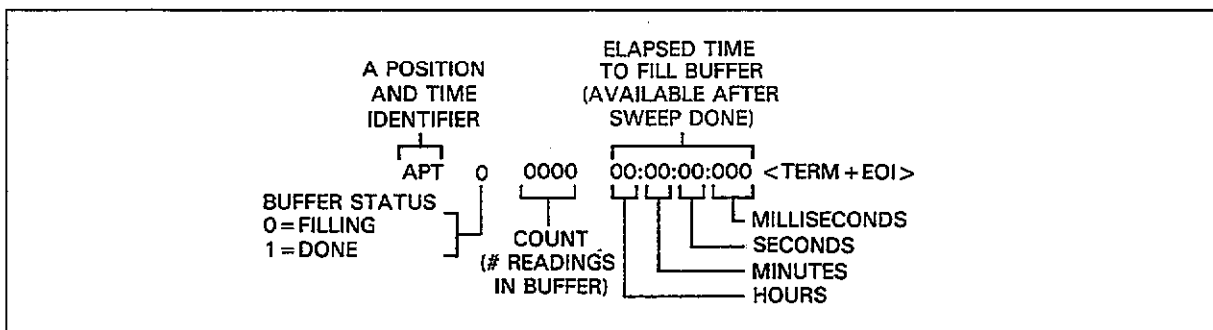 ELAPSED TIME
TO FILL BUFFER
(AVAILABLE AFTER
SWEEP DONE)
A POSITION
AND TIME
IDENTIFIER
APT 0 0000 00:00:00:000 <TERM+EOI>
BUFFER STATUS
0=FILLING
1=DONE
COUNT
(# READINGS
IN BUFFER)
MILLISECONDS
SECONDS
MINUTES
HOURS